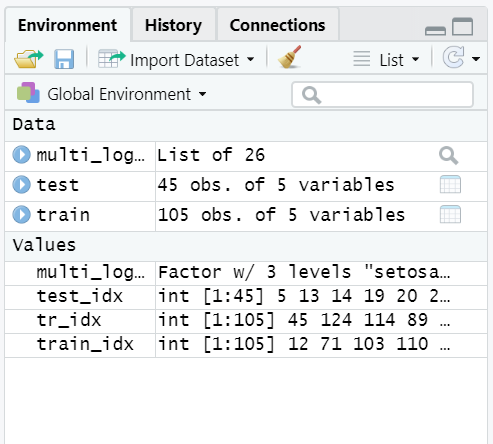 Environment History Connections
Import Dataset List
Global Environment
Data
multi_log… List of 26
test 45 obs. of 5 variables
train 105 obs. of 5 variables
Values
multi_log… Factor w/ 3 levels "setosa…
test_idx int [1:45] 5 13 14 19 20 2…
tr_idx int [1:105] 45 124 114 89 …
train_idx int [1:105] 12 71 103 110 …